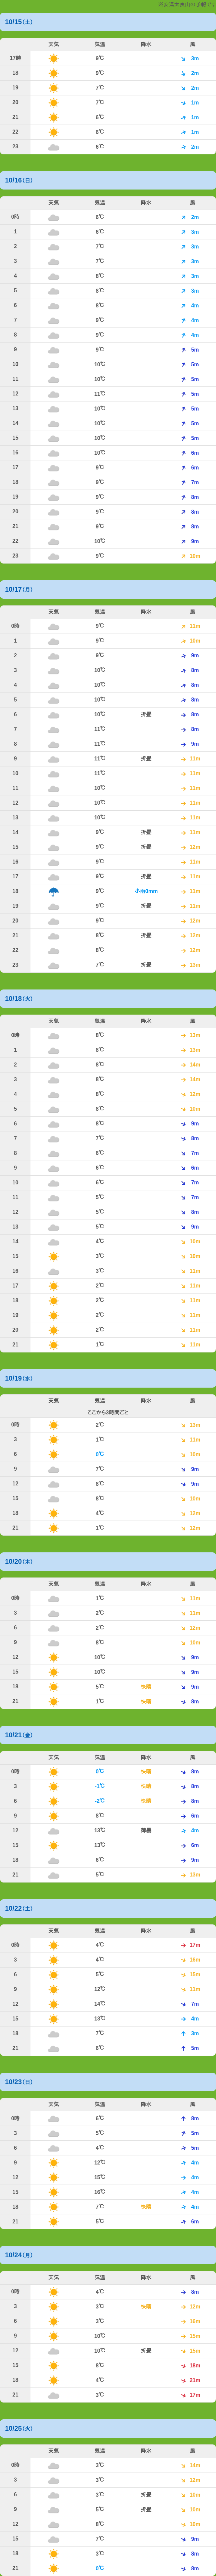 10/15(土)
天気 気温 降水 風
17時 9℃ 3m
18 9℃ 2m
19 7℃ 2m
20 7℃ 1m
21 6℃ 1m
22 6℃ 1m
23 6℃ 2m
10/16(日)
天気 気温 降水 風
0時 6℃ 2m
1 6℃ 3m
2 7℃ 3m
3 7℃ 3m
4 8℃ 3m
5 8℃ 3m
6 8℃ 4m
7 9℃ 4m
8 9℃ 4m
9 9℃ 5m
10 10℃ 5m
11 10℃ 5m
12 11℃ 5m
13 10℃ 5m
14 10℃ 5m
15 10℃ 5m
16 10℃ 6m
17 9℃ 6m
18 9℃ 7m
19 9℃ 8m
20 9℃ 8m
21 9℃ 8m
22 10℃ 9m
23 9℃ 10m
10/17(月)
天気 気温 降水 風
0時 9℃ 11m
1 9℃ 10m
2 9℃ 9m
3 10℃ 8m
4 10℃ 8m
5 10℃ 8m
6 10℃ 折畳 8m
7 11℃ 8m
8 11℃ 9m
9 11℃ 折畳 11m
10 11℃ 11m
11 10℃ 11m
12 10℃ 11m
13 10℃ 11m
14 9℃ 折畳 11m
15 9℃ 折畳 11m
16 9℃ 11m
17 9℃ 折畳 11m
18 9℃ 小雨0mm 11m
19 9℃ 折畳 11m
20 9℃ 12m
21 8℃ 折畳 12m
22 8℃ 12m
23 7℃ 折畳 13m
10/18(火)
天気 気温 降水 風
0時 8℃ 13m
1 8℃ 13m
2 8℃ 14m
3 8℃ 14m
4 8℃ 12m
5 8℃ 10m
6 8℃ 9m
7 7℃ 8m
8 6℃ 7m
9 6℃ 6m
10 6℃ 7m
11 5℃ 7m
12 5℃ 8m
13 5℃ 9m
14 4℃ 10m
15 3℃ 10m
16 3℃ 11m
17 2℃ 11m
18 2℃ 11m
19 2℃ 11m
20 2℃ 11m
21 1℃ 11m
10/19(水)
天気 気温 降水 風
ここから3時間ごと
0時 2℃ 13m
3 1℃ 11m
6 0℃ 10m
9 7℃ 9m
12 8℃ 9m
15 8℃ 10m
18 4℃ 12m
21 1℃ 12m
10/20(木)
天気 気温 降水 風
0時 1℃ 11m
3 2℃ 11m
6 2℃ 12m
9 8℃ 10m
12 10℃ 9m
15 10℃ 9m
18 5℃ 快晴 9m
21 1℃ 快晴 8m
10/21(金)
天気 気温 降水 風
0時 0℃ 快晴 8m
3 -1℃ 快晴 8m
6 -2℃ 快晴 8m
9 8℃ 6m
12 13℃ 薄曇 4m
15 13℃ 6m
18 6℃ 9m
21 5℃ 13m
10/22(土)
天気 気温 降水 風
0時 4℃ 17m
3 4℃ 16m
6 5℃ 15m
9 12℃ 11m
12 14℃ 7m
15 13℃ 4m
18 7℃ 3m
21 6℃ 5m
10/23(日)
天気 気温 降水 風
0時 6℃ 8m
3 5℃ 5m
6 4℃ 5m
9 12℃ 4m
12 15℃ 4m
15 16℃ 4m
18 7℃ 快晴 4m
21 5℃ 6m
10/24(月)
天気 気温 降水 風
0時 4℃ 8m
3 3℃ 快晴 12m
6 3℃ 16m
9 10℃ 15m
12 10℃ 折畳 15m
15 8℃ 18m
18 4℃ 21m
21 3℃ 17m
10/25(火)
天気 気温 降水 風
0時 3℃ 14m
3 3℃ 12m
6 3℃ 折畳 10m
9 5℃ 折畳 10m
12 8℃ 10m
15 7℃ 9m
18 3℃ 8m
21 0℃ 8m